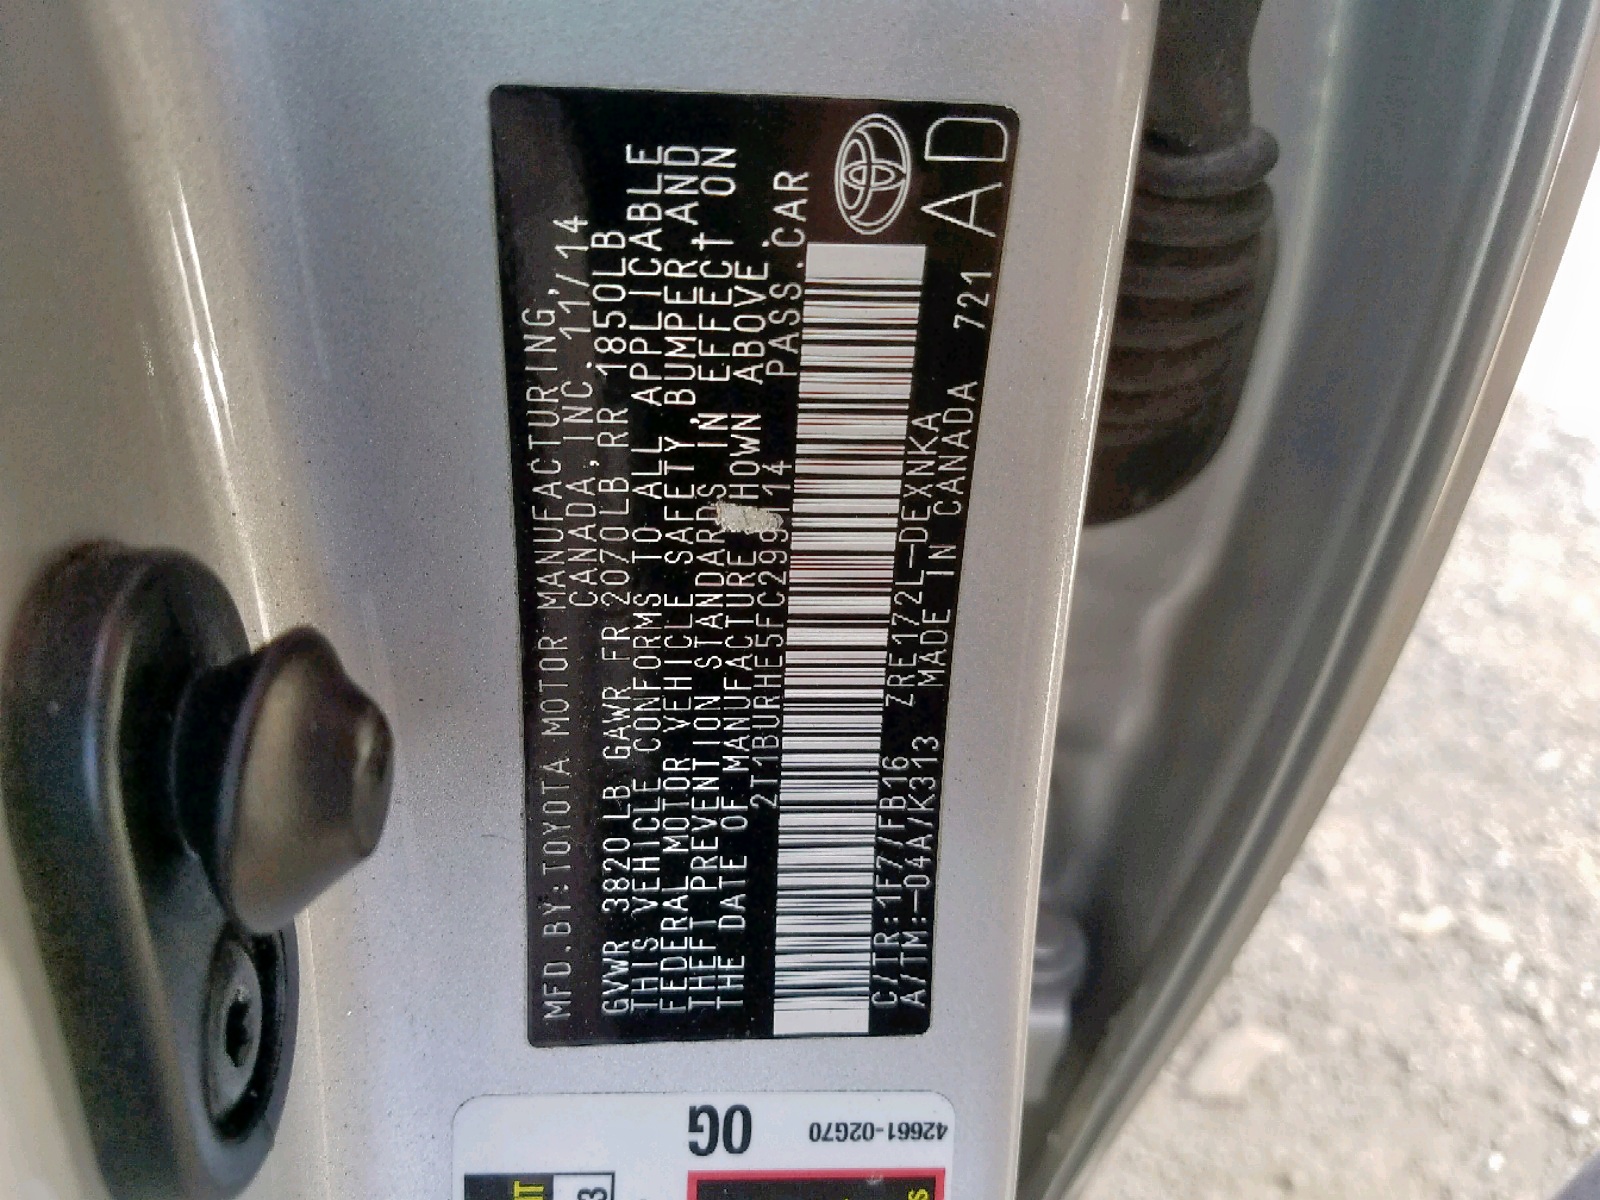 MFD.BY:TOYOTA MOTOR MANUFACTURING,
CANADA, INC. 11/14
GVWR 3820 LB GAWR FR 2070LB RR 1850LB
THIS VEHICLE CONFORMS TO ALL APPLICABLE
FEDERAL MOTOR VEHICLE SAFETY, BUMPER AND
THEFT PREVENTION STANDARDS IN EFFECT ON
THE DATE OF MANUFACTURE HOWN ABOVE.
PASS.CAR
C/TR:1F7/FB16 ZRE172L-DEXNKA
A/TM:-04A/K313 MADE IN CANADA 721 AD
0G
42661-02G70